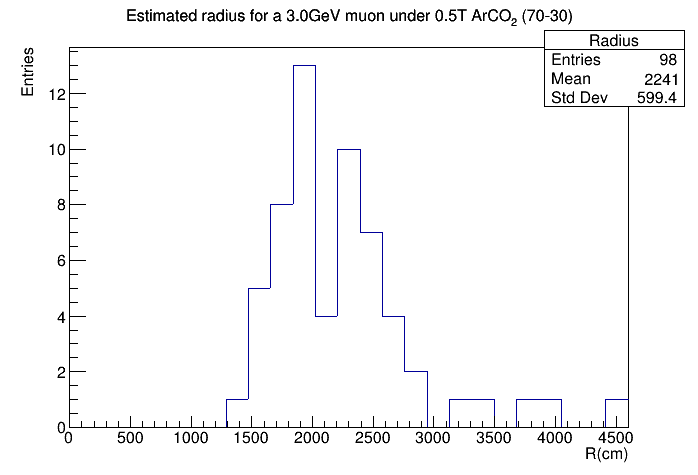 Estimated radius for a 3.0GeV muon under 0.5T ArCO₂ (70-30)
Radius
Entries 98
Mean 2241
Std Dev 599.4
Entries
12
10
8
6
4
2
0
0 500 1000 1500 2000 2500 3000 3500 4000 4500
R(cm)